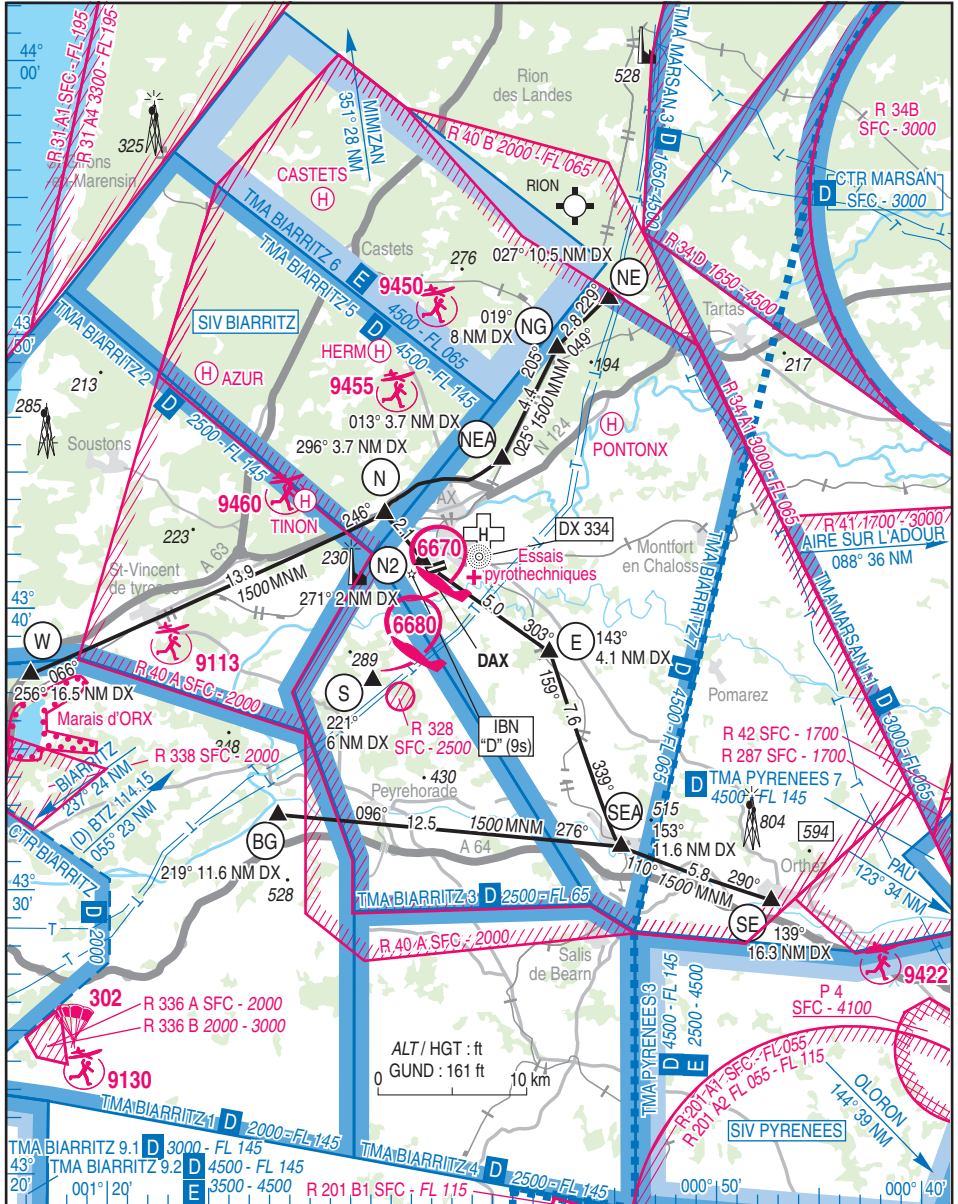 44°
00'
R 31 A1 SFC - FL 195
R 31 A4 3300 - FL 195
325
en-Marensin
MIMIZAN
351° 28 NM
Rion
des Landes
528
TMA MARSAN 3 D 1650-4500
R 34B
SFC - 3000
CTR MARSAN
D SFC - 3000
R 40 B 2000 - FL 065
CASTETS
H
RION
TMA BIARRITZ 6 E 4500 - FL 065
TMA BIARRITZ 5 D 4500 - FL 145
Castets
276
9450
027° 10.5 NM DX
NE
R 34 D 1650 - 4500
Tartas
217
43
50'
SIV BIARRITZ
TMA BIARRITZ 2 D 2500 - FL 145
019°
8 NM DX
NG
2.8 229°
049°
194
HERM H
H AZUR
213
285
9455
205°
4.4
025° 1500 MNM
N 124
013° 3.7 NM DX
296° 3.7 NM DX
NEA
H
PONTONX
R 34 A1 3000 - FL 065
Soustons
N
9460
H
TINON
246°
2.1
AX
H
DX 334
R 41 1700 - 3000
AIRE SUR L'ADOUR
088° 36 NM
223
A 63
St-Vincent
de tyrosse
13.9
1500 MNM
230
N2
6670
Essais
pyrothechniques
Montfort
en Chalosse
271° 2 NM DX
43
40'
TMA BIARRITZ 7 D 4500 - FL 065
TMA MARSAN 15 D 3000 - FL 065
W
066°
256° 16.5 NM DX
9113
R 40 A SFC - 2000
6680
5.0
303°
E
143°
4.1 NM DX
DAX
289
S
221°
6 NM DX
159°
7.6
339°
Pomarez
Marais d'ORX
R 338 SFC - 2000
348
R 328
SFC - 2500
IBN
"D" (9s)
R 42 SFC - 1700
R 287 SFC - 1700
BIARRITZ
237° 24 NM
(D) BTZ 114.15
055° 23 NM
430
Peyrehorade
D TMA PYRENEES 7
4500 - FL 145
804
594
SEA
515
153°
11.6 NM DX
096° 12.5 1500 MNM 276°
BG
219° 11.6 NM DX
A 64
110° 1500 MNM
5.8 290°
Orthez
PAU
123° 34 NM
CTR BIARRITZ
D 2000
528
43
30'
TMA BIARRITZ 3 D 2500 - FL 65
R 40 A SFC - 2000
SE
139°
16.3 NM DX
9422
Salis
de Bearn
302
R 336 A SFC - 2000
R 336 B 2000 - 3000
9130
P 4
SFC - 4100
ALT / HGT : ft
GUND : 161 ft
0 10 km
TMA PYRENEES 3
D 4500 - FL 145
E 2500 - 4500
R 201 A1 SFC - FL 055
R 201 A2 FL 055 - FL 115
OLORON
144° 39 NM
SIV PYRENEES
TMA BIARRITZ 1 D 2000 - FL 145
TMA BIARRITZ 4 D 2500 - FL 145
TMA BIARRITZ 9.1 D 3000 - FL 145
TMA BIARRITZ 9.2 D 4500 - FL 145
E 3500 - 4500
R 201 B1 SFC - FL 115
43°
20'
001° 20'
000° 50'
000° 40'